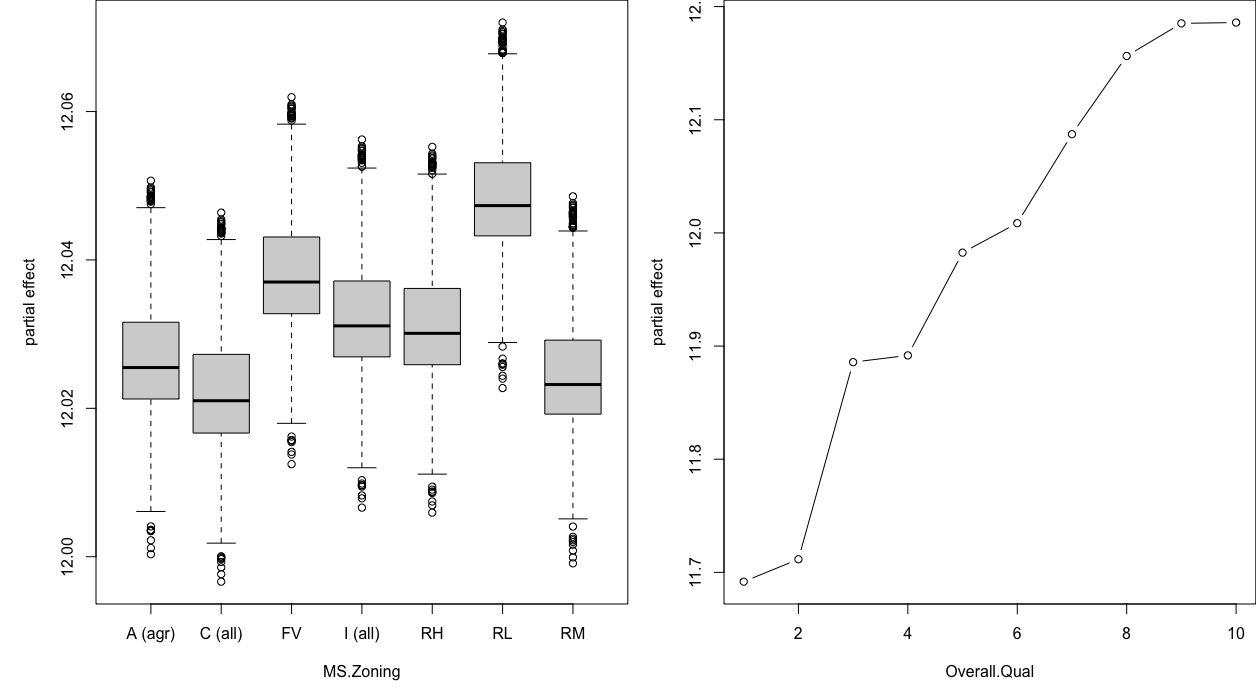 partial effect
12.06
12.04
12.02
12.00
A (agr) C (all) FV I (all) RH RL RM
MS.Zoning
partial effect
12.1
12.0
11.9
11.8
11.7
2 4 6 8 10
Overall.Qual